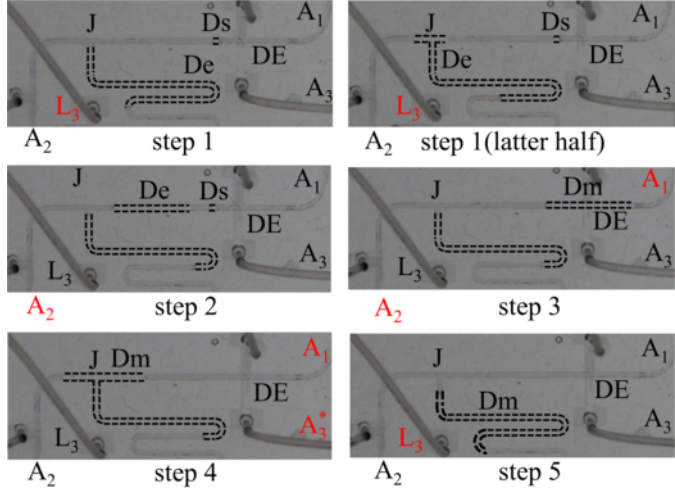 J Ds A₁
DE
De
A₃
L₃
A₂ step 1
J Ds A₁
De DE
A₃
L₃
A₂ step 1(latter half)
J De Ds A₁
DE
A₃
L₃
A₂ step 2
J Dm A₁
DE
A₃
L₃
A₂ step 3
J Dm A₁
DE
A₃*
L₃
A₂ step 4
J A₁
DE
Dm A₃
L₃
A₂ step 5